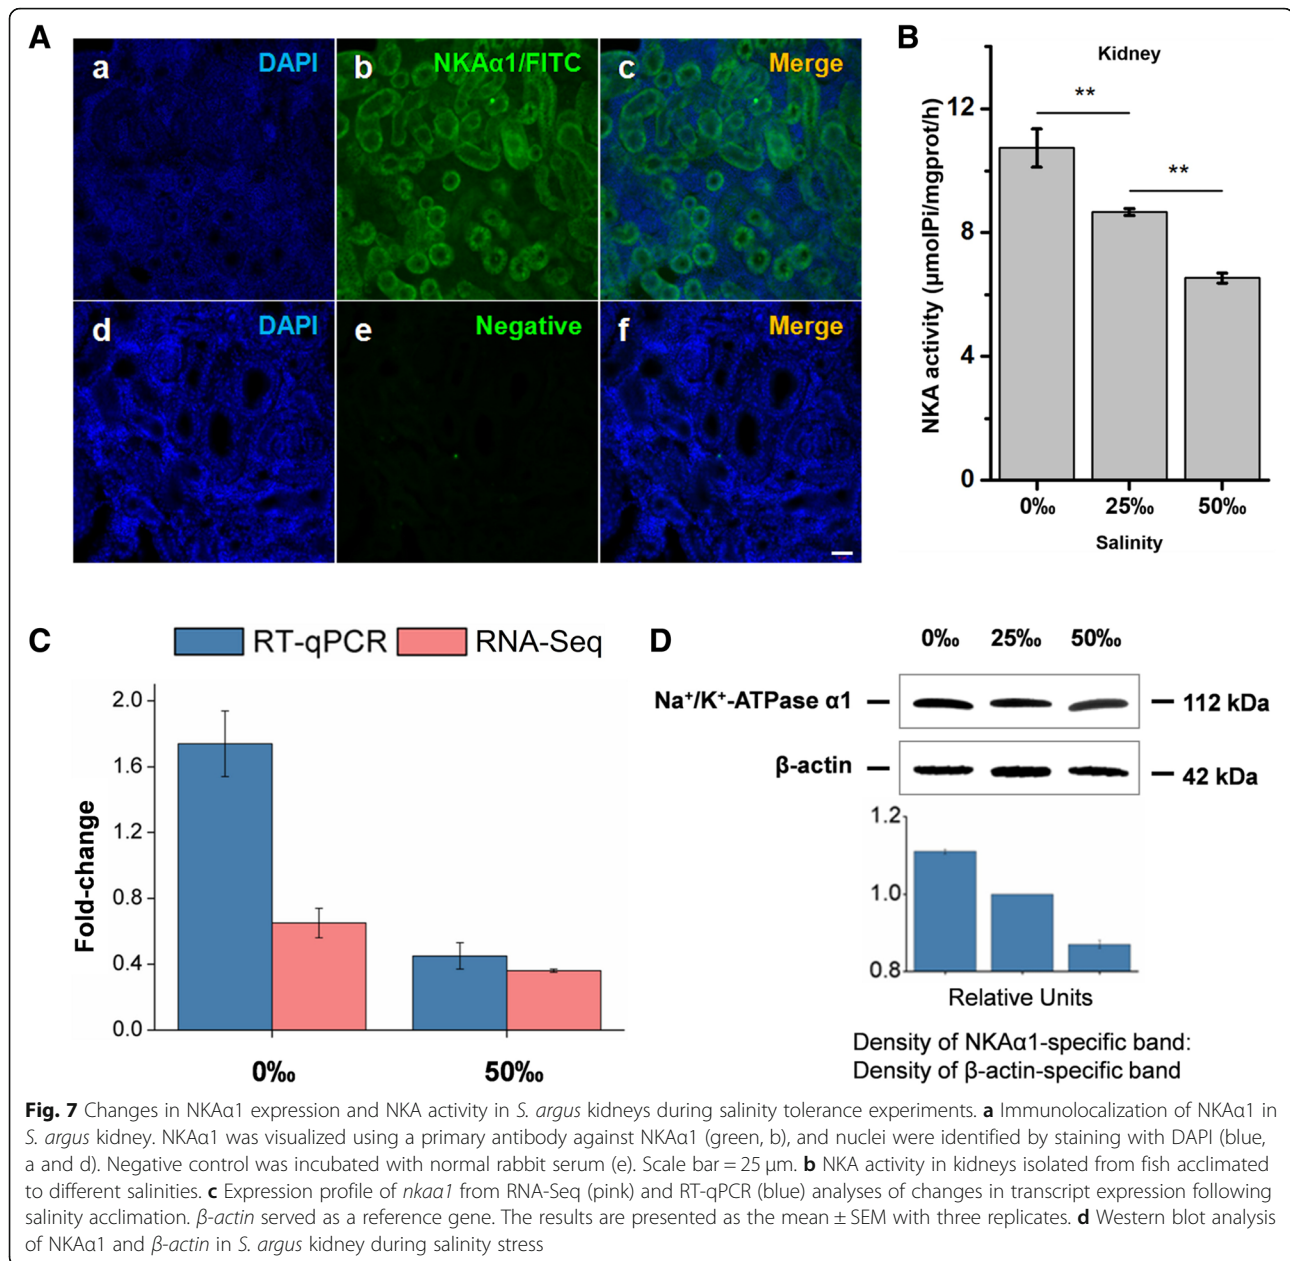 A
a
DAPI
b
NKAα1/FITC
c
Merge
d
DAPI
e
Negative
f
Merge
B
Kidney
**
**
NKA activity (μmolPi/mgprot/h)
12
8
4
0
0‰ 25‰ 50‰
Salinity
C
RT-qPCR RNA-Seq
Fold-change
2.0
1.6
1.2
0.8
0.4
0.0
0‰ 50‰
D
0‰ 25‰ 50‰
Na⁺/K⁺-ATPase α1
112 kDa
β-actin
42 kDa
1.2
1.0
0.8
Relative Units
Density of NKAα1-specific band:
Density of β-actin-specific band
Fig. 7 Changes in NKAα1 expression and NKA activity in S. argus kidneys during salinity tolerance experiments. a Immunolocalization of NKAα1 in
S. argus kidney. NKAα1 was visualized using a primary antibody against NKAα1 (green, b), and nuclei were identified by staining with DAPI (blue,
a and d). Negative control was incubated with normal rabbit serum (e). Scale bar = 25 μm. b NKA activity in kidneys isolated from fish acclimated
to different salinities. c Expression profile of nkaα1 from RNA-Seq (pink) and RT-qPCR (blue) analyses of changes in transcript expression following
salinity acclimation. β-actin served as a reference gene. The results are presented as the mean ± SEM with three replicates. d Western blot analysis
of NKAα1 and β-actin in S. argus kidney during salinity stress